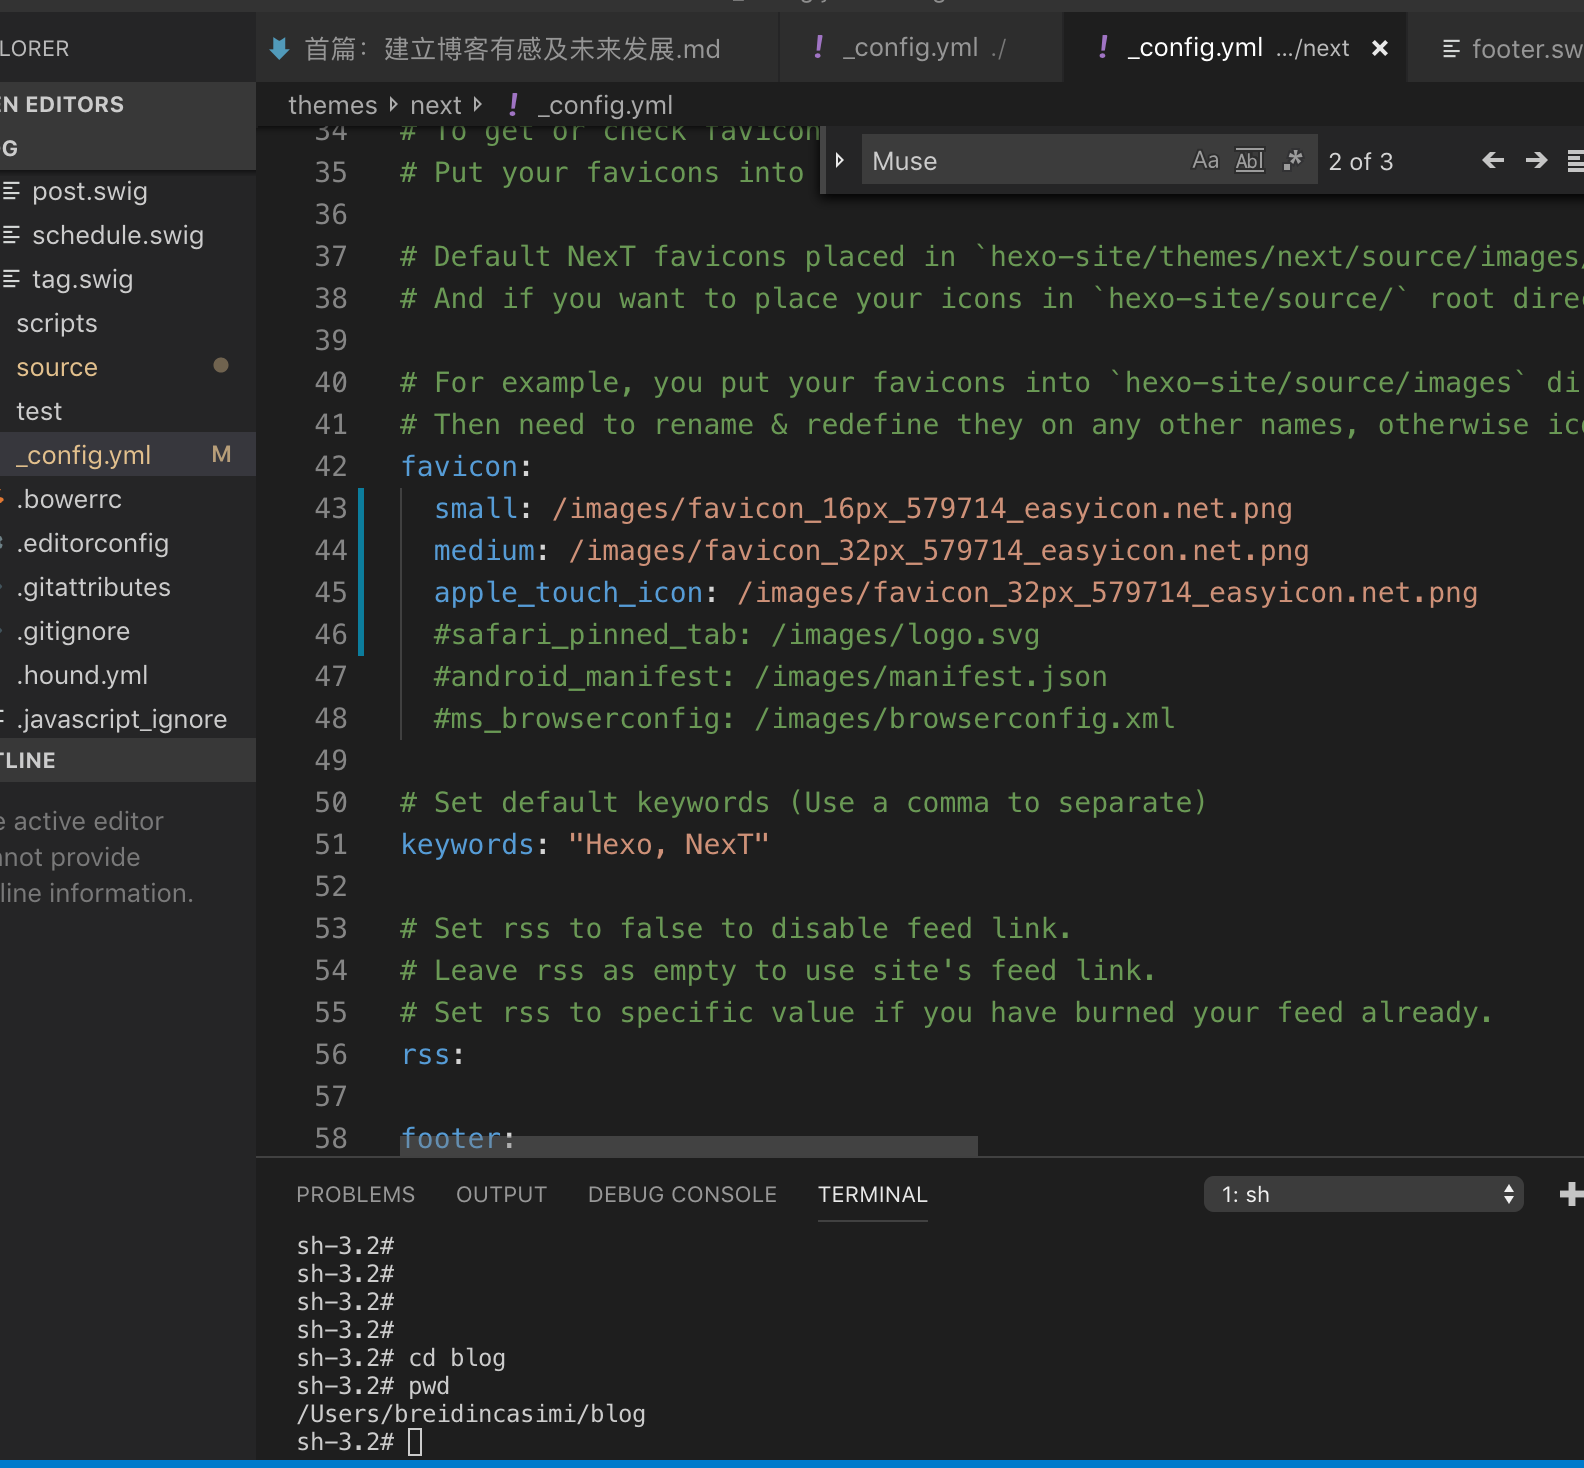 LORER
首篇：建立博客有感及未来发展.md
_config.yml ./
_config.yml .../next
footer.sw
N EDITORS
G
post.swig
schedule.swig
tag.swig
scripts
source
test
_config.yml M
.bowerrc
.editorconfig
.gitattributes
.gitignore
.hound.yml
.javascript_ignore
TLINE
e active editor
nnot provide
line information.
themes next ! _config.yml
Muse Aa Abl .* 2 of 3
34 # To get or check favicon
35 # Put your favicons into
36
37 # Default NexT favicons placed in `hexo-site/themes/next/source/images/
38 # And if you want to place your icons in `hexo-site/source/` root dire
39
40 # For example, you put your favicons into `hexo-site/source/images` di
41 # Then need to rename & redefine they on any other names, otherwise ic
42 favicon:
43 small: /images/favicon_16px_579714_easyicon.net.png
44 medium: /images/favicon_32px_579714_easyicon.net.png
45 apple_touch_icon: /images/favicon_32px_579714_easyicon.net.png
46 #safari_pinned_tab: /images/logo.svg
47 #android_manifest: /images/manifest.json
48 #ms_browserconfig: /images/browserconfig.xml
49
50 # Set default keywords (Use a comma to separate)
51 keywords: "Hexo, NexT"
52
53 # Set rss to false to disable feed link.
54 # Leave rss as empty to use site's feed link.
55 # Set rss to specific value if you have burned your feed already.
56 rss:
57
58 footer:
PROBLEMS OUTPUT DEBUG CONSOLE TERMINAL 1: sh
sh-3.2#
sh-3.2#
sh-3.2#
sh-3.2#
sh-3.2# cd blog
sh-3.2# pwd
/Users/breidincasimi/blog
sh-3.2#